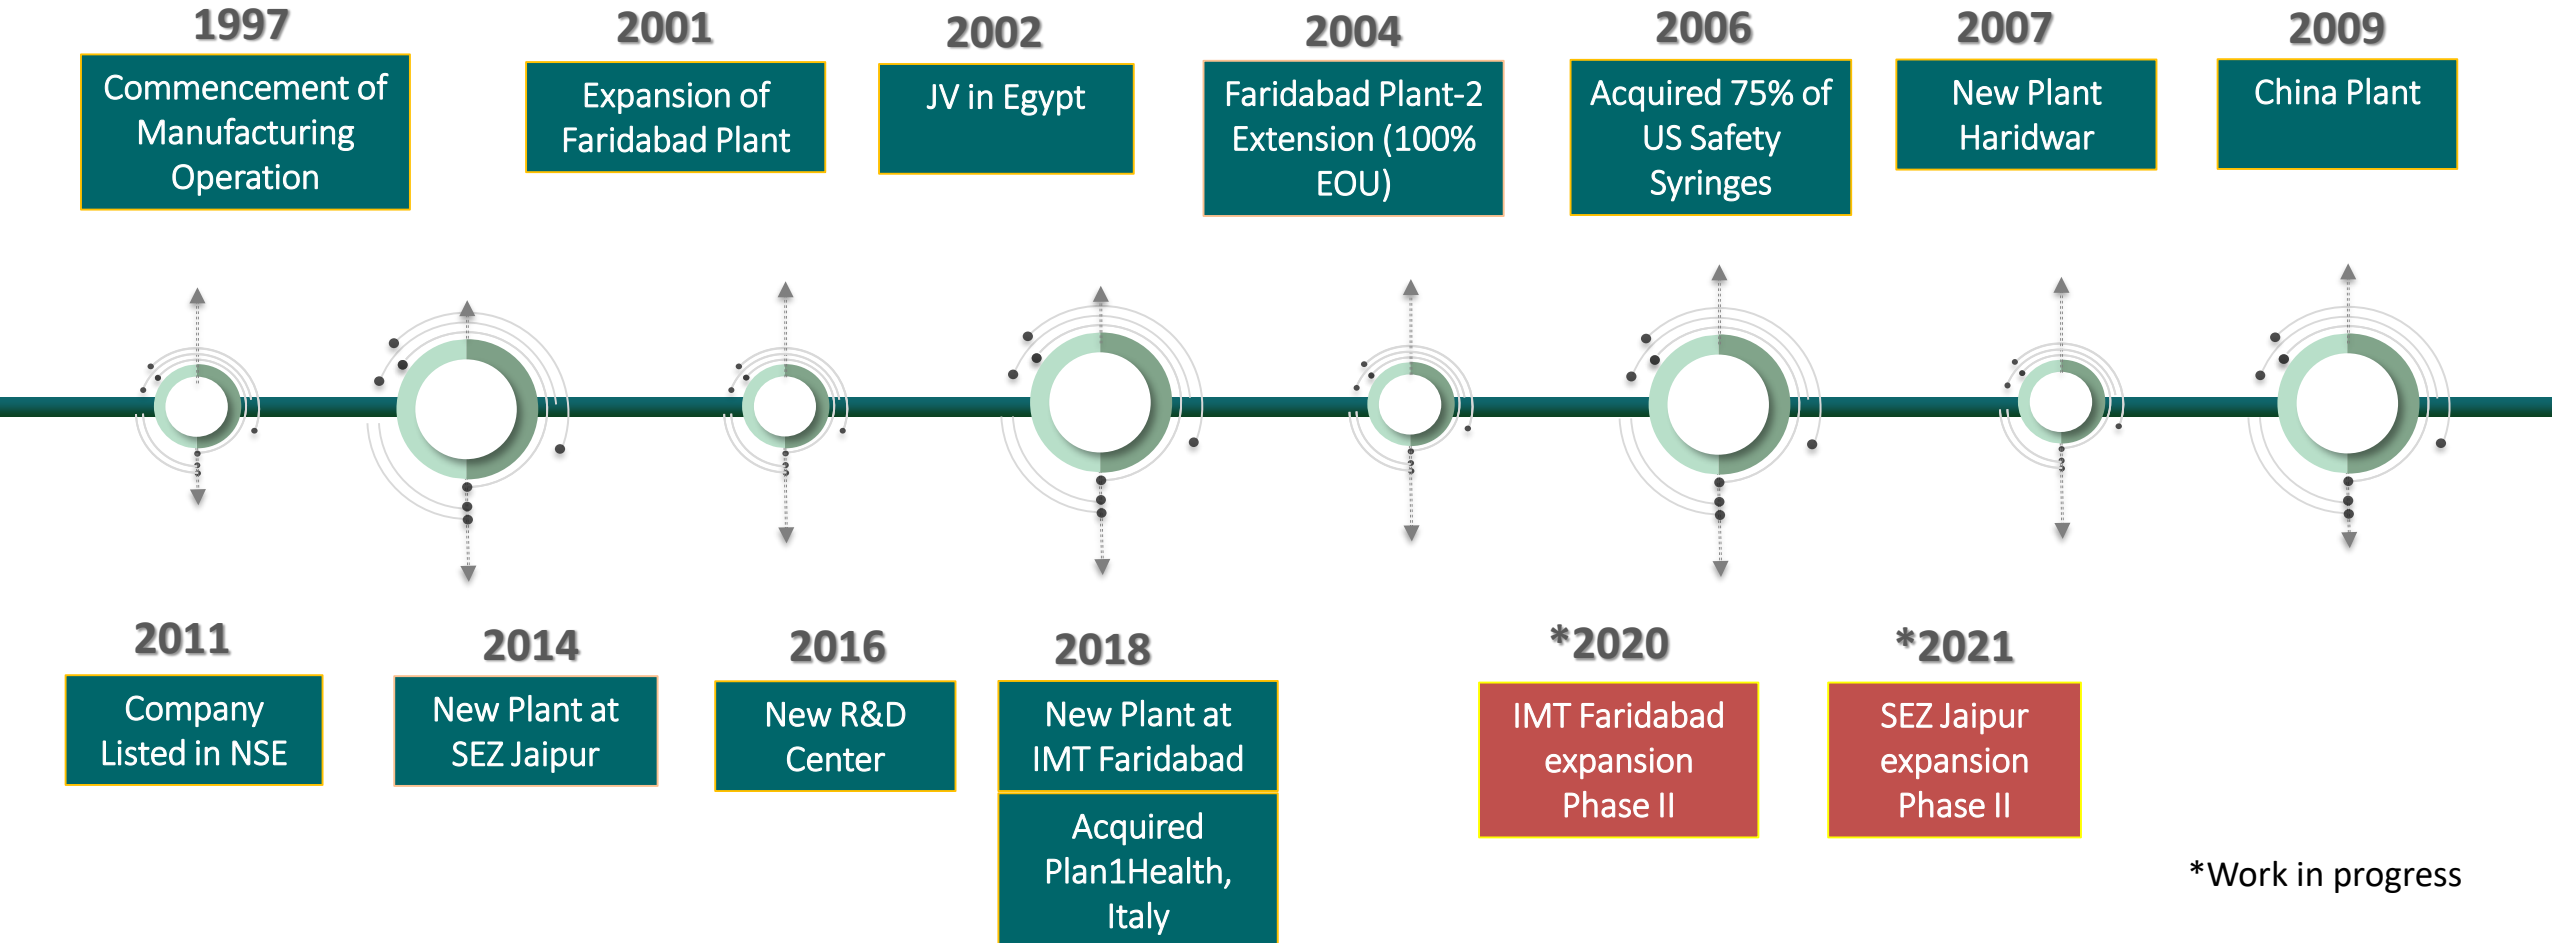 1997
Commencement of
Manufacturing
Operation
2001
Expansion of
Faridabad Plant
2002
JV in Egypt
2004
Faridabad Plant-2
Extension (100%
EOU)
2006
Acquired 75% of
US Safety
Syringes
2007
New Plant
Haridwar
2009
China Plant
2011
Company
Listed in NSE
2014
New Plant at
SEZ Jaipur
2016
New R&D
Center
2018
New Plant at
IMT Faridabad
Acquired
Plan1Health,
Italy
*2020
IMT Faridabad
expansion
Phase II
*2021
SEZ Jaipur
expansion
Phase II
*Work in progress